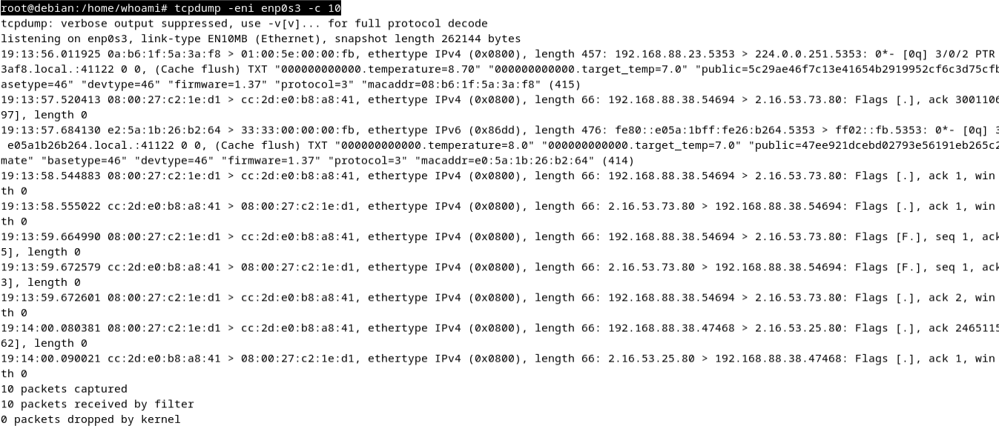 root@debian:/home/whoami# tcpdump -eni enp0s3 -c 10
tcpdump: verbose output suppressed, use -v[v]... for full protocol decode
listening on enp0s3, link-type EN10MB (Ethernet), snapshot length 262144 bytes
19:13:56.011925 0a:b6:1f:5a:3a:f8 > 01:00:5e:00:00:fb, ethertype IPv4 (0x0800), length 457: 192.168.88.23.5353 > 224.0.0.251.5353: 0*- [0q] 3/0/2 PTR
3af8.local.:41122 0 0, (Cache flush) TXT "000000000000.temperature=8.70" "000000000000.target_temp=7.0" "public=5c29ae46f7c13e41654b2919952cf6c3d75cfb
asetype=46" "devtype=46" "firmware=1.37" "protocol=3" "macaddr=08:b6:1f:5a:3a:f8" (415)
19:13:57.520413 08:00:27:c2:1e:d1 > cc:2d:e0:b8:a8:41, ethertype IPv4 (0x0800), length 66: 192.168.88.38.54694 > 2.16.53.73.80: Flags [.], ack 3001106
97], length 0
19:13:57.684130 e2:5a:1b:26:b2:64 > 33:33:00:00:00:fb, ethertype IPv6 (0x86dd), length 476: fe80::e05a:1bff:fe26:b264.5353 > ff02::fb.5353: 0*- [0q] 3
e05a1b26b264.local.:41122 0 0, (Cache flush) TXT "000000000000.temperature=8.0" "000000000000.target_temp=7.0" "public=47ee921dcebd02793e56191eb265c2
mate" "basetype=46" "devtype=46" "firmware=1.37" "protocol=3" "macaddr=e0:5a:1b:26:b2:64" (414)
19:13:58.544883 08:00:27:c2:1e:d1 > cc:2d:e0:b8:a8:41, ethertype IPv4 (0x0800), length 66: 192.168.88.38.54694 > 2.16.53.73.80: Flags [.], ack 1, win
th 0
19:13:58.555022 cc:2d:e0:b8:a8:41 > 08:00:27:c2:1e:d1, ethertype IPv4 (0x0800), length 66: 2.16.53.73.80 > 192.168.88.38.54694: Flags [.], ack 1, win
th 0
19:13:59.664990 08:00:27:c2:1e:d1 > cc:2d:e0:b8:a8:41, ethertype IPv4 (0x0800), length 66: 192.168.88.38.54694 > 2.16.53.73.80: Flags [F.], seq 1, ack
5], length 0
19:13:59.672579 cc:2d:e0:b8:a8:41 > 08:00:27:c2:1e:d1, ethertype IPv4 (0x0800), length 66: 2.16.53.73.80 > 192.168.88.38.54694: Flags [F.], seq 1, ack
3], length 0
19:13:59.672601 08:00:27:c2:1e:d1 > cc:2d:e0:b8:a8:41, ethertype IPv4 (0x0800), length 66: 192.168.88.38.54694 > 2.16.53.73.80: Flags [.], ack 2, win
th 0
19:14:00.080381 08:00:27:c2:1e:d1 > cc:2d:e0:b8:a8:41, ethertype IPv4 (0x0800), length 66: 192.168.88.38.47468 > 2.16.53.25.80: Flags [.], ack 2465115
62], length 0
19:14:00.090021 cc:2d:e0:b8:a8:41 > 08:00:27:c2:1e:d1, ethertype IPv4 (0x0800), length 66: 2.16.53.25.80 > 192.168.88.38.47468: Flags [.], ack 1, win
th 0
10 packets captured
10 packets received by filter
0 packets dropped by kernel